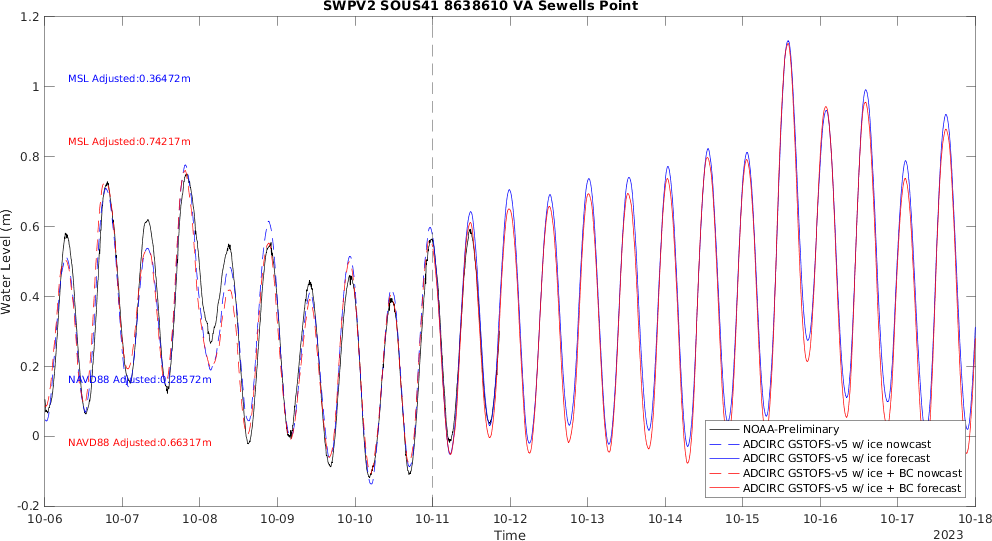 SWPV2 SOUS41 8638610 VA Sewells Point
1.2
1
0.8
0.6
0.4
0.2
0
-0.2
Water Level (m)
MSL Adjusted:0.36472m
MSL Adjusted:0.74217m
NAVD88 Adjusted:0.28572m
NAVD88 Adjusted:0.66317m
NOAA-Preliminary
ADCIRC GSTOFS-v5 w/ ice nowcast
ADCIRC GSTOFS-v5 w/ ice forecast
ADCIRC GSTOFS-v5 w/ ice + BC nowcast
ADCIRC GSTOFS-v5 w/ ice + BC forecast
10-06 10-07 10-08 10-09 10-10 10-11 10-12 10-13 10-14 10-15 10-16 10-17 10-18
Time
2023